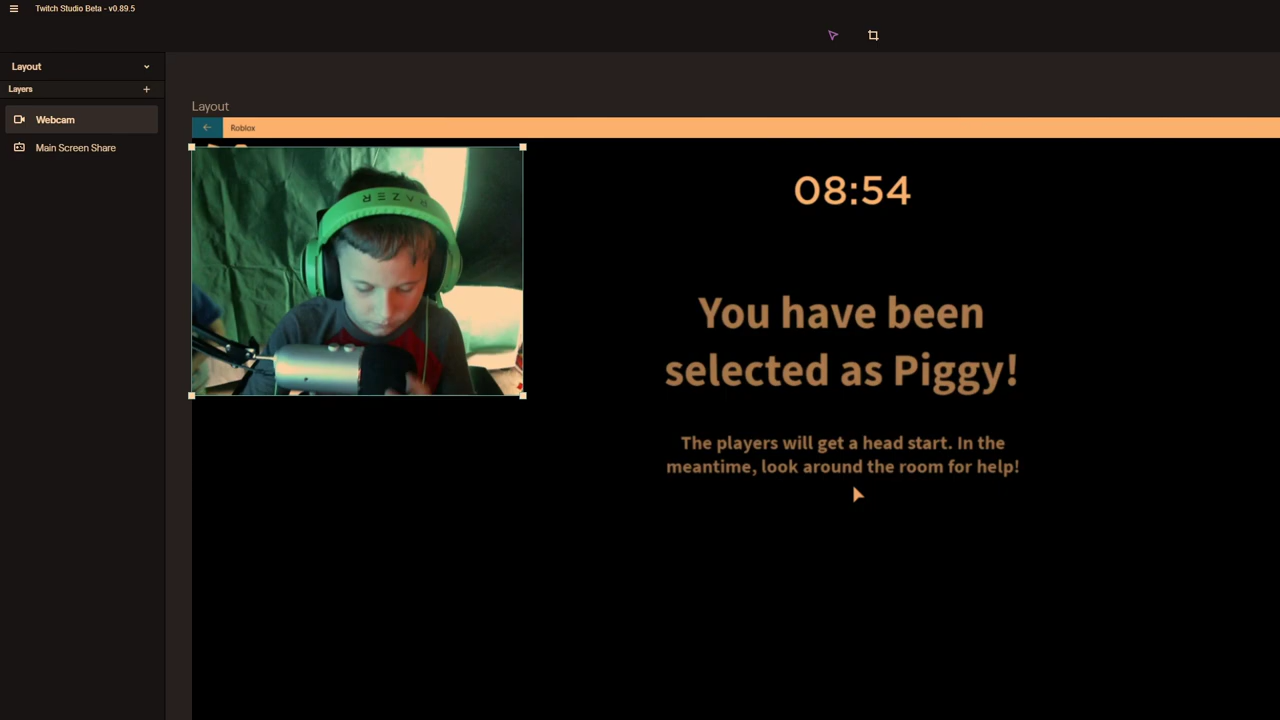 Twitch Studio Beta - v0.89.5
Layout
Layers
Webcam
Main Screen Share
Layout
Roblox
RAZER
08:54
You have been
selected as Piggy!
The players will get a head start. In the
meantime, look around the room for help!